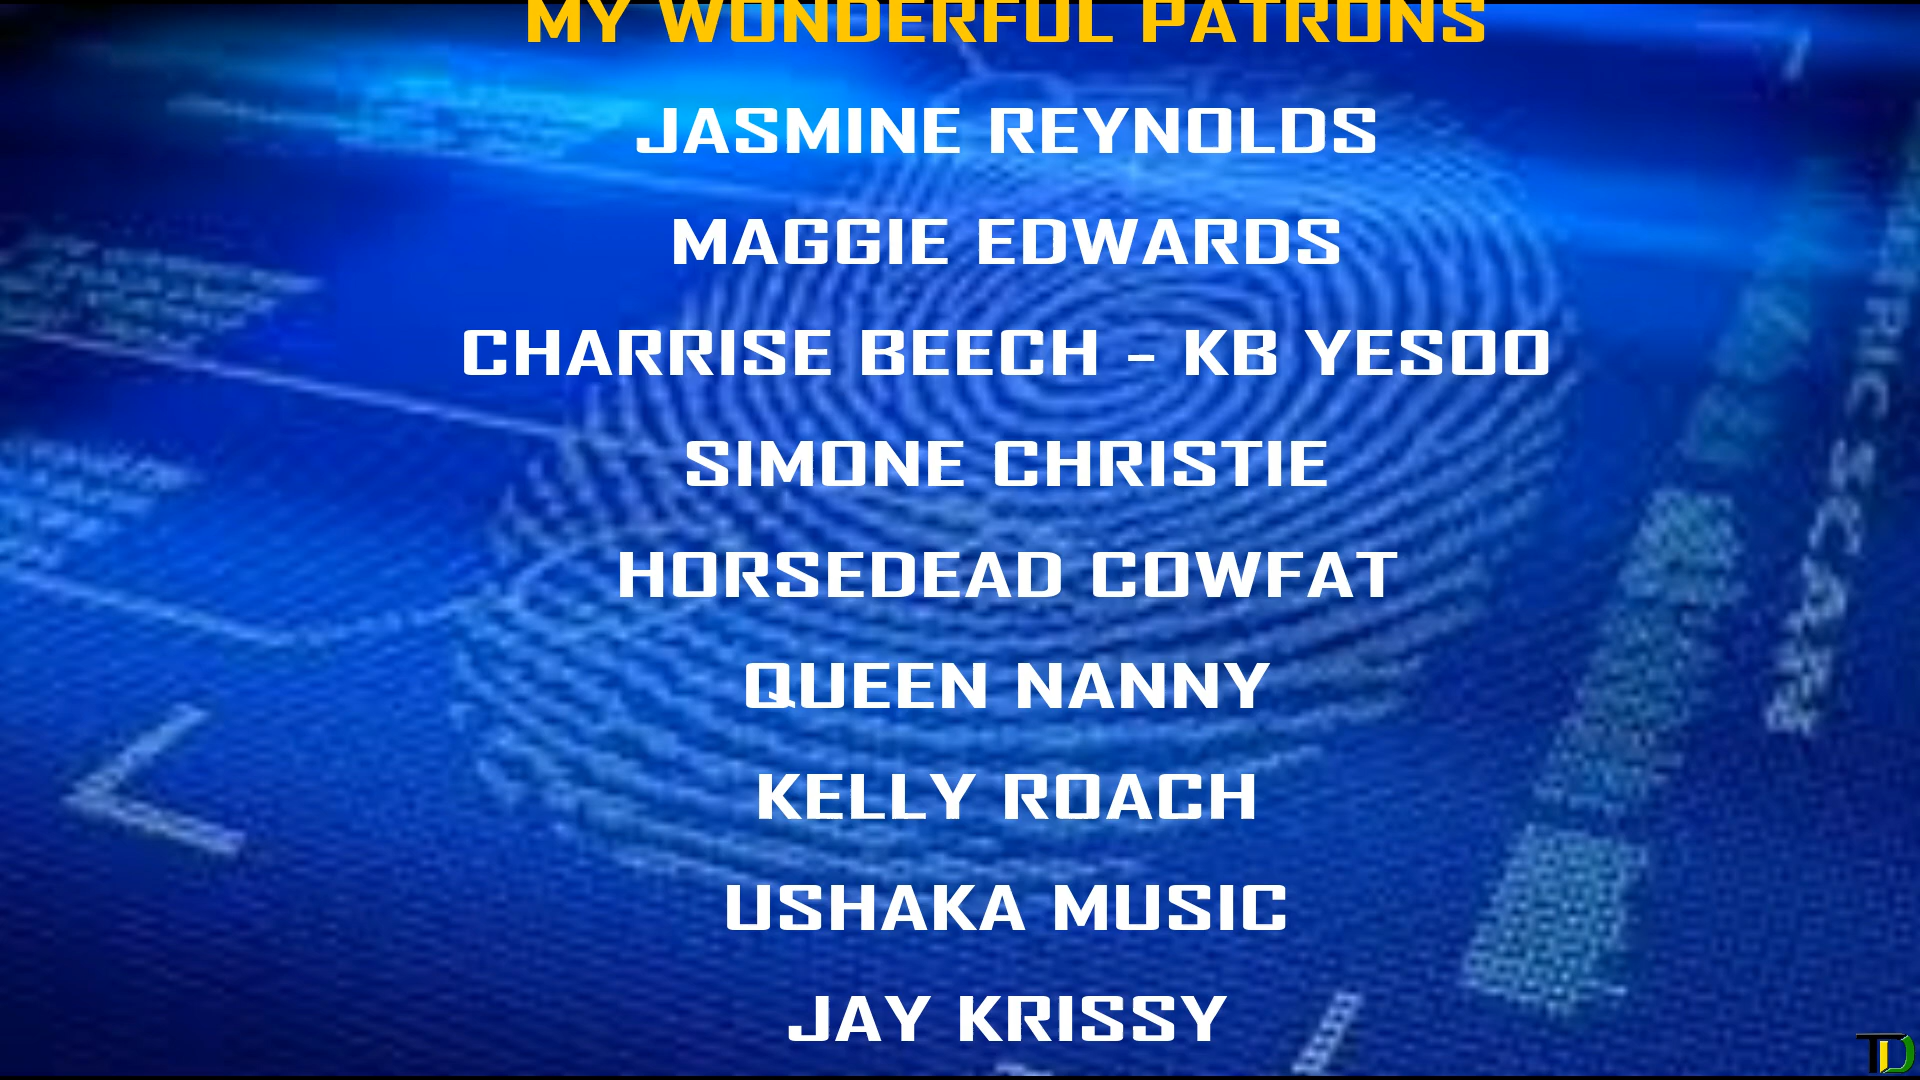 MY WONDERFUL PATRONS
JASMINE REYNOLDS
MAGGIE EDWARDS
CHARRISE BEECH - KB YESOO
SIMONE CHRISTIE
HORSEDEAD COWFAT
QUEEN NANNY
KELLY ROACH
USHAKA MUSIC
JAY KRISSY
TD